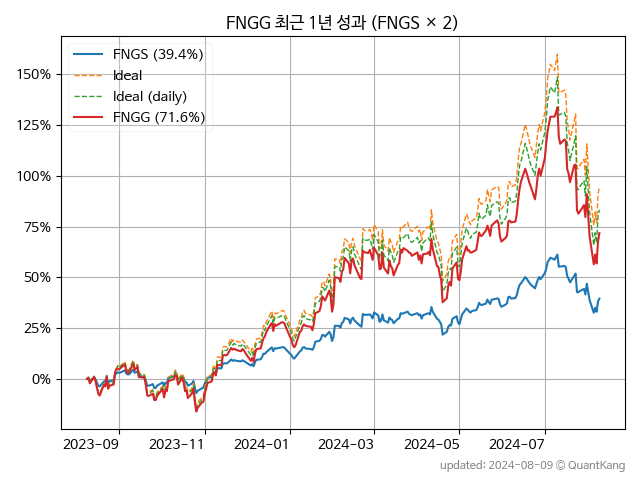 FNGG 최근 1년 성과 (FNGS × 2)
FNGS (39.4%)
Ideal
Ideal (daily)
FNGG (71.6%)
150%
125%
100%
75%
50%
25%
0%
2023-09
2023-11
2024-01
2024-03
2024-05
2024-07
updated: 2024-08-09 © QuantKang